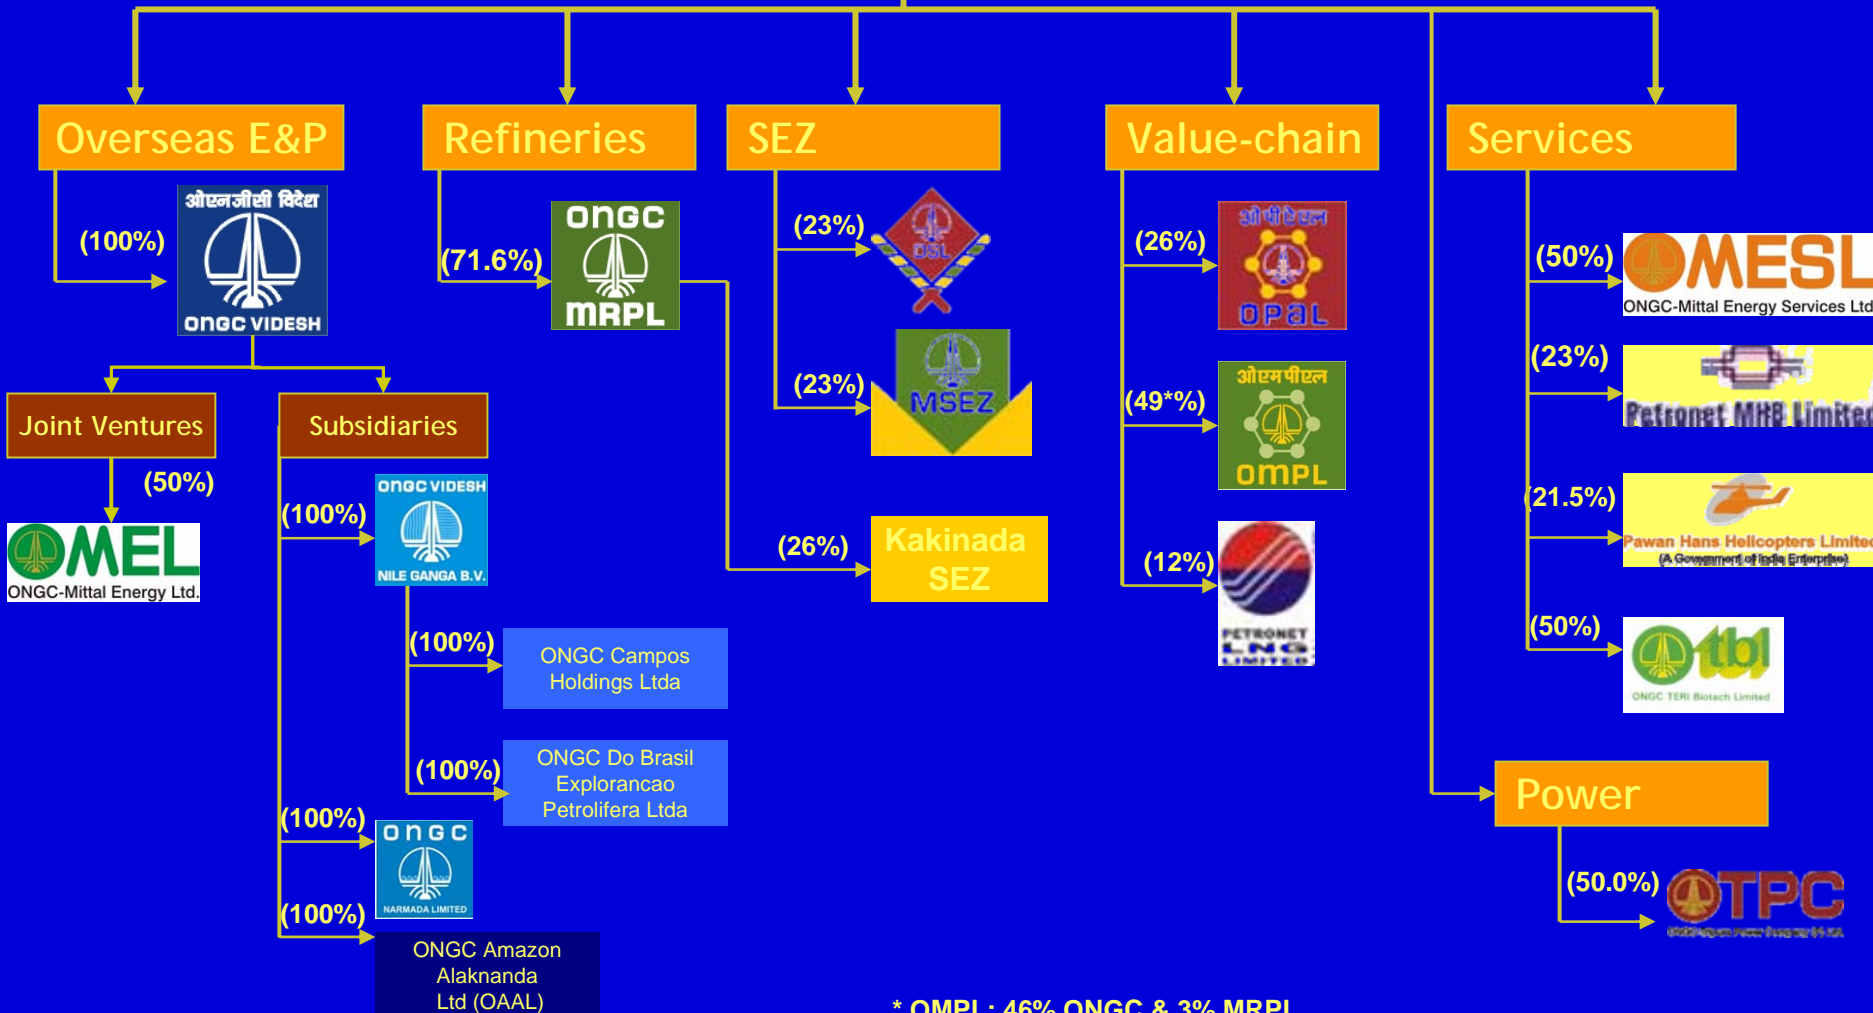 Overseas E&P
Refineries
SEZ
Value-chain
Services
(100%)
ओएनजीसी विदेश
ONGC VIDESH
(71.6%)
ONGC
MRPL
(23%)
DSL
(23%)
MSEZ
(26%)
Kakinada
SEZ
(26%)
ओपीएएल
OPaL
(49*%)
ओएमपीएल
OMPL
(12%)
PETRONET
LNG
LIMITED
(50%)
OMESL
ONGC-Mittal Energy Services Ltd
(23%)
Petronet MHB Limited
(21.5%)
Pawan Hans Helicopters Limited
(A Government of India Enterprise)
(50%)
Otbl
ONGC TERI Biotech Limited
Joint Ventures
Subsidiaries
(50%)
OMEL
ONGC-Mittal Energy Ltd.
(100%)
ONGC VIDESH
NILE GANGA B.V.
(100%)
ONGC Campos
Holdings Ltda
(100%)
ONGC Do Brasil
Explorancao
Petrolifera Ltda
(100%)
ONGC
NARMADA LIMITED
(100%)
ONGC Amazon
Alaknanda
Ltd (OAAL)
Power
(50.0%)
OTPC
* OMPL: 46% ONGC & 3% MRPL